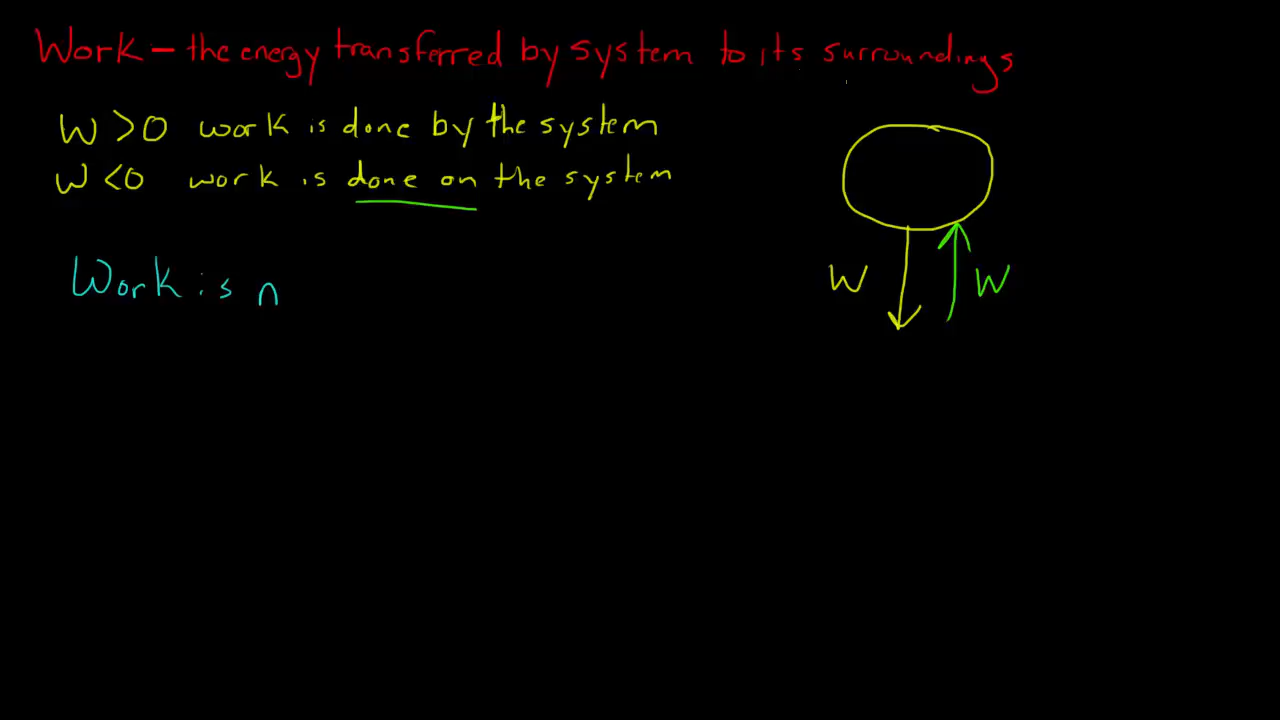 Work - the energy transferred by system to its surroundings
W >0 work is done by the system
W <0 work is done on the system
W
W
Work is n